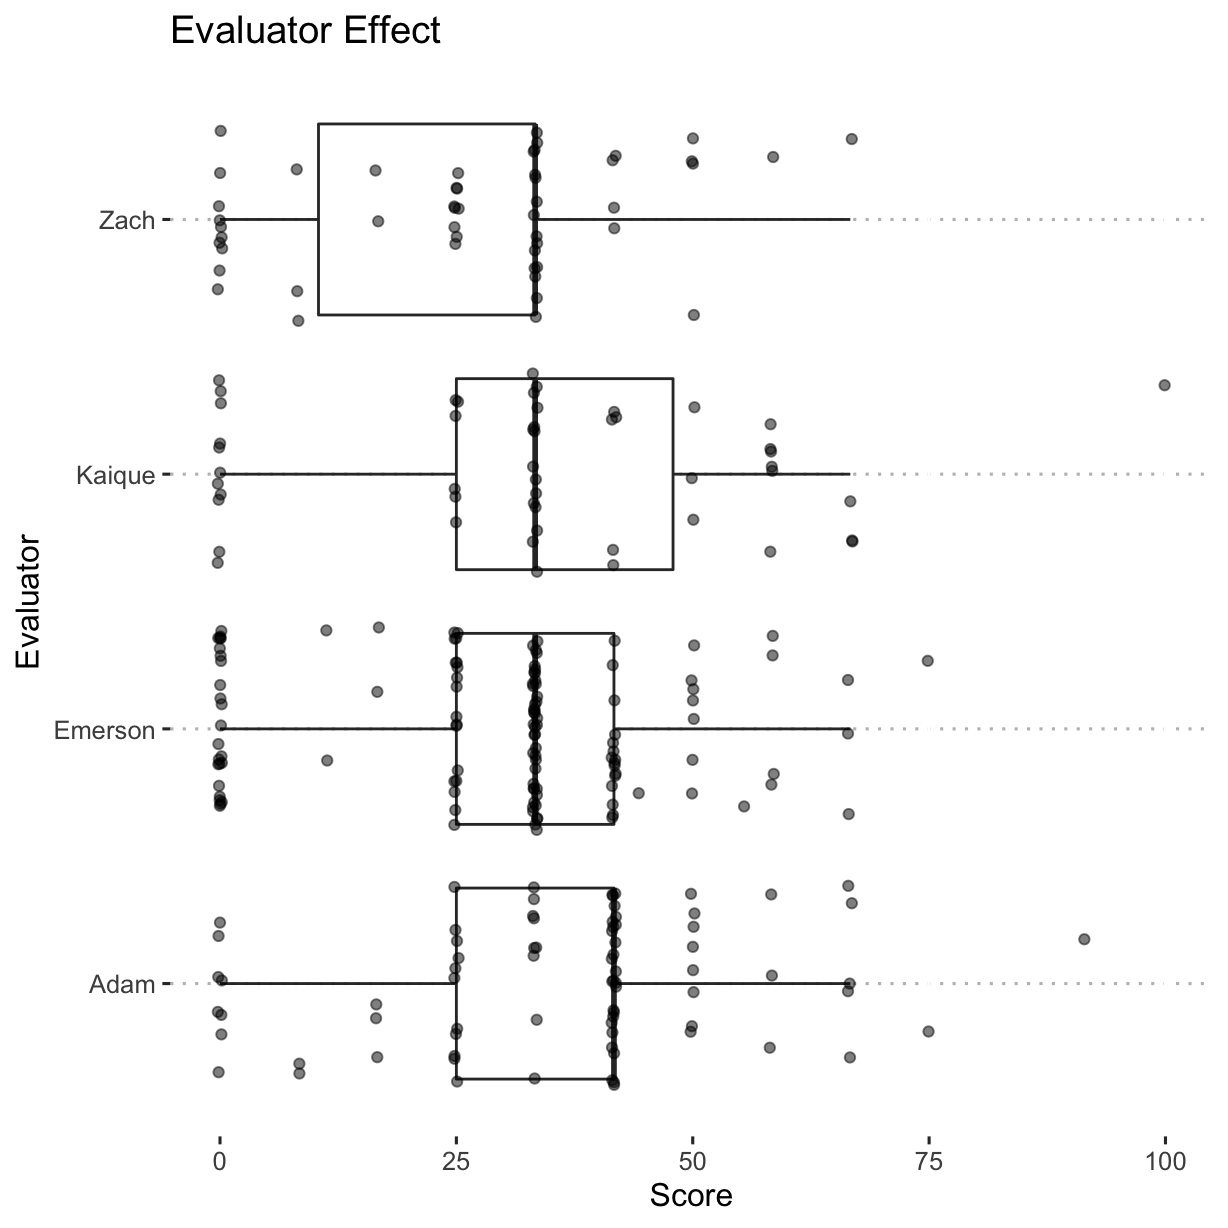 Evaluator Effect
Evaluator
Zach
Kaique
Emerson
Adam
0 25 50 75 100
Score